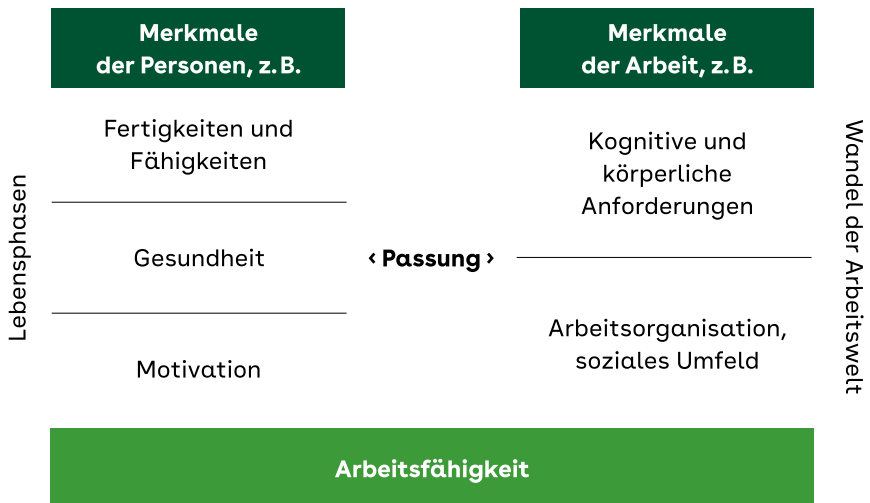 Merkmale
der Personen, z. B.
Fertigkeiten und
Fähigkeiten
Gesundheit
Motivation
Lebensphasen
‹ Passung ›
Merkmale
der Arbeit, z. B.
Kognitive und
körperliche
Anforderungen
Arbeitsorganisation,
soziales Umfeld
Wandel der Arbeitswelt
Arbeitsfähigkeit